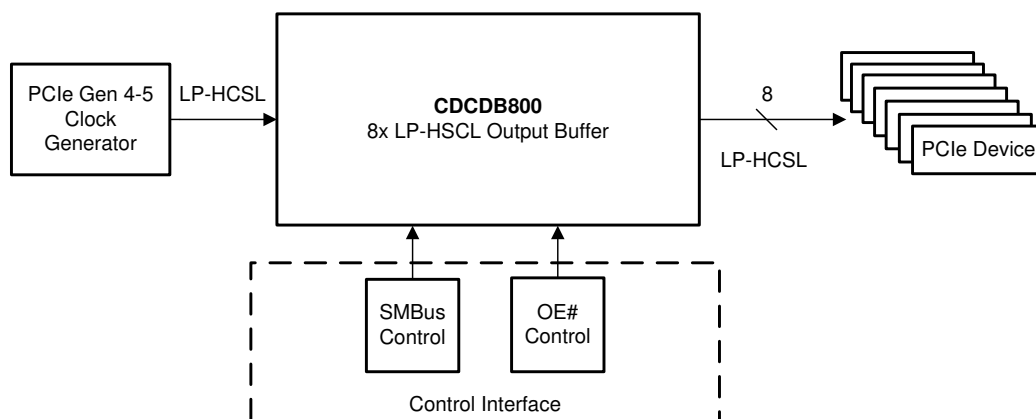 PCIe Gen 4-5
Clock
Generator
LP-HCSL
CDCDB800
8x LP-HSCL Output Buffer
8
LP-HCSL
PCIe Device
SMBus
Control
OE#
Control
Control Interface